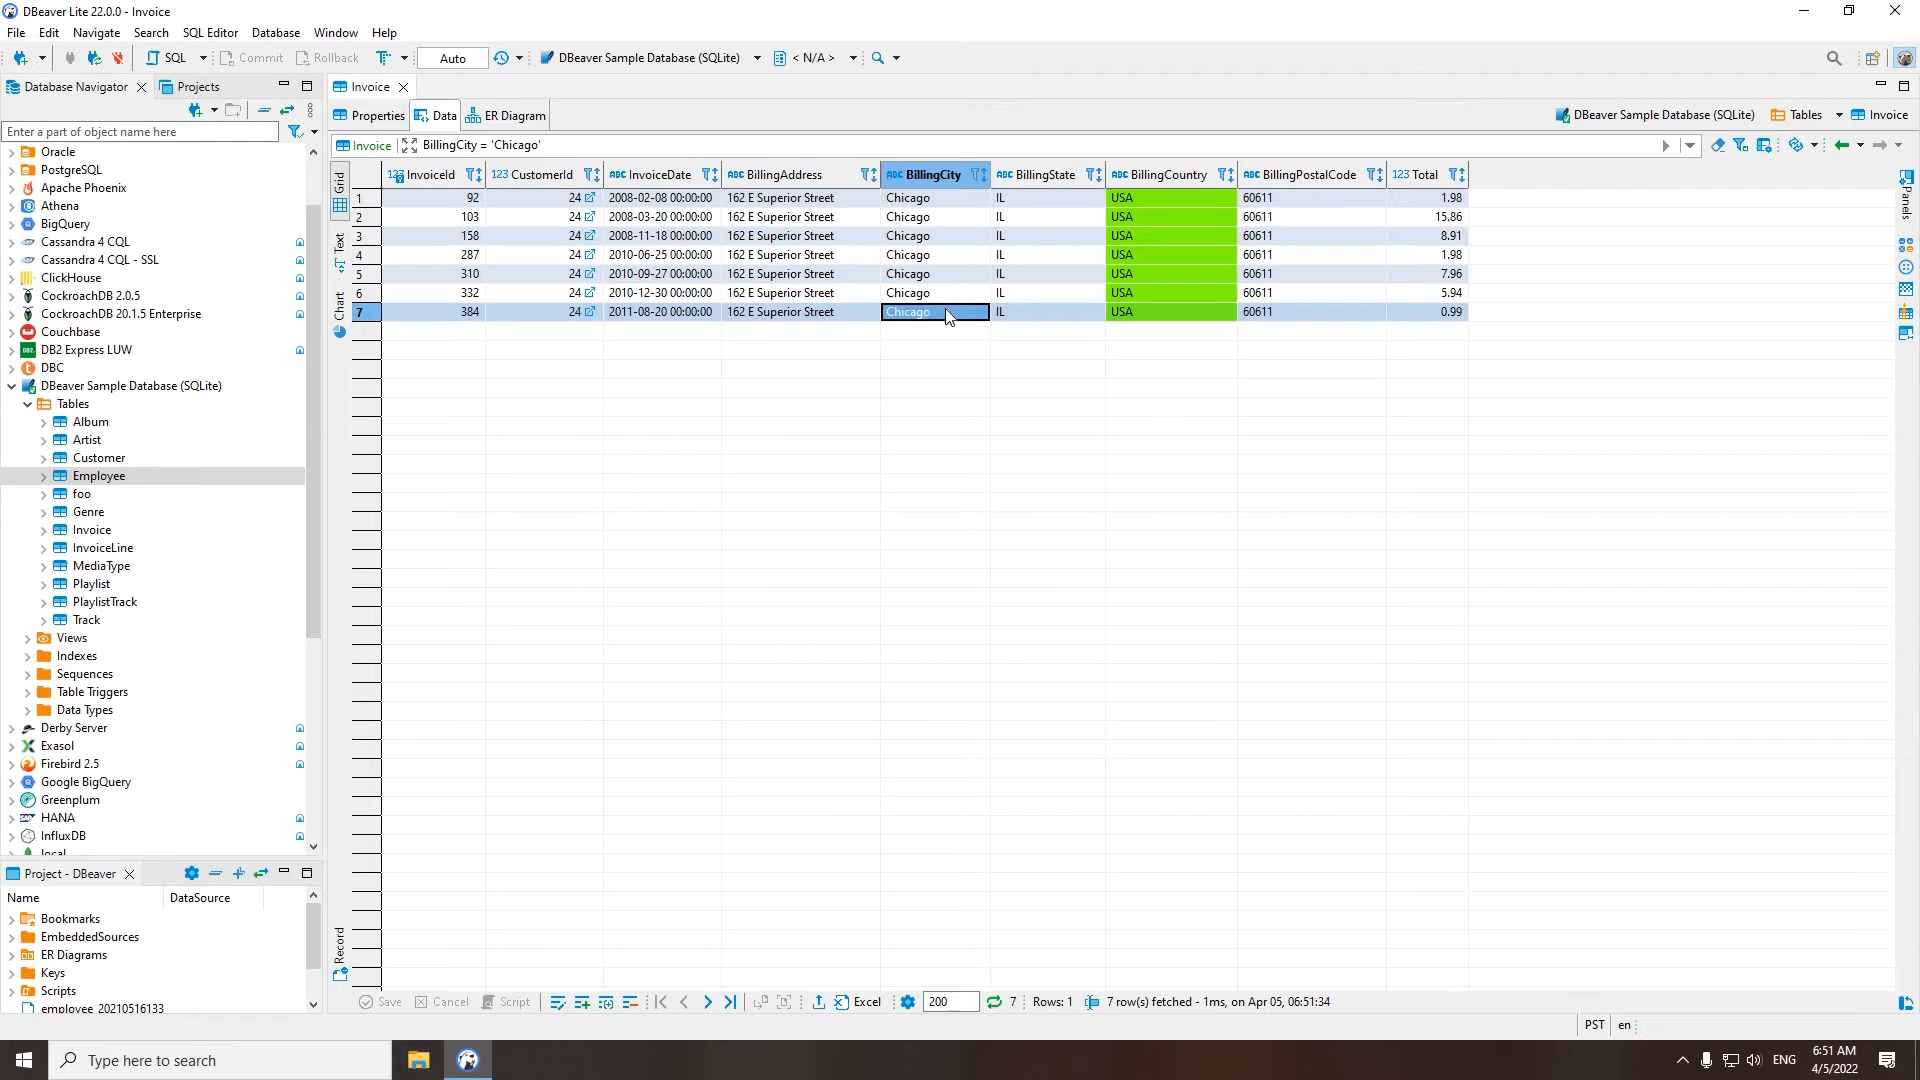 DBeaver Lite 22.0.0 - Invoice
File Edit Navigate Search SQL Editor Database Window Help
SQL Commit Rollback Auto DBeaver Sample Database (SQLite) < N/A >
Database Navigator Projects
Invoice
Properties Data ER Diagram
DBeaver Sample Database (SQLite) Tables Invoice
Enter a part of object name here
Invoice BillingCity = 'Chicago'
Oracle
PostgreSQL
Apache Phoenix
Athena
BigQuery
Cassandra 4 CQL
Cassandra 4 CQL - SSL
ClickHouse
CockroachDB 2.0.5
CockroachDB 20.1.5 Enterprise
Couchbase
DB2 Express LUW
DBC
DBeaver Sample Database (SQLite)
Tables
Album
Artist
Customer
Employee
foo
Genre
Invoice
InvoiceLine
MediaType
Playlist
PlaylistTrack
Track
Views
Indexes
Sequences
Table Triggers
Data Types
Derby Server
Exasol
Firebird 2.5
Google BigQuery
Greenplum
HANA
InfluxDB
local
Grid
Text
Chart
Record
123 InvoiceId 123 CustomerId ABC InvoiceDate ABC BillingAddress ABC BillingCity ABC BillingState ABC BillingCountry ABC BillingPostalCode 123 Total
1 92 24 2008-02-08 00:00:00 162 E Superior Street Chicago IL USA 60611 1.98
2 103 24 2008-03-20 00:00:00 162 E Superior Street Chicago IL USA 60611 15.86
3 158 24 2008-11-18 00:00:00 162 E Superior Street Chicago IL USA 60611 8.91
4 287 24 2010-06-25 00:00:00 162 E Superior Street Chicago IL USA 60611 1.98
5 310 24 2010-09-27 00:00:00 162 E Superior Street Chicago IL USA 60611 7.96
6 332 24 2010-12-30 00:00:00 162 E Superior Street Chicago IL USA 60611 5.94
7 384 24 2011-08-20 00:00:00 162 E Superior Street Chicago IL USA 60611 0.99
Panels
Project - DBeaver
Name DataSource
Bookmarks
EmbeddedSources
ER Diagrams
Keys
Scripts
employee_20210516133
Save Cancel Script Excel 200 7 Rows: 1 7 row(s) fetched - 1ms, on Apr 05, 06:51:34
PST en
Type here to search
ENG
6:51 AM
4/5/2022